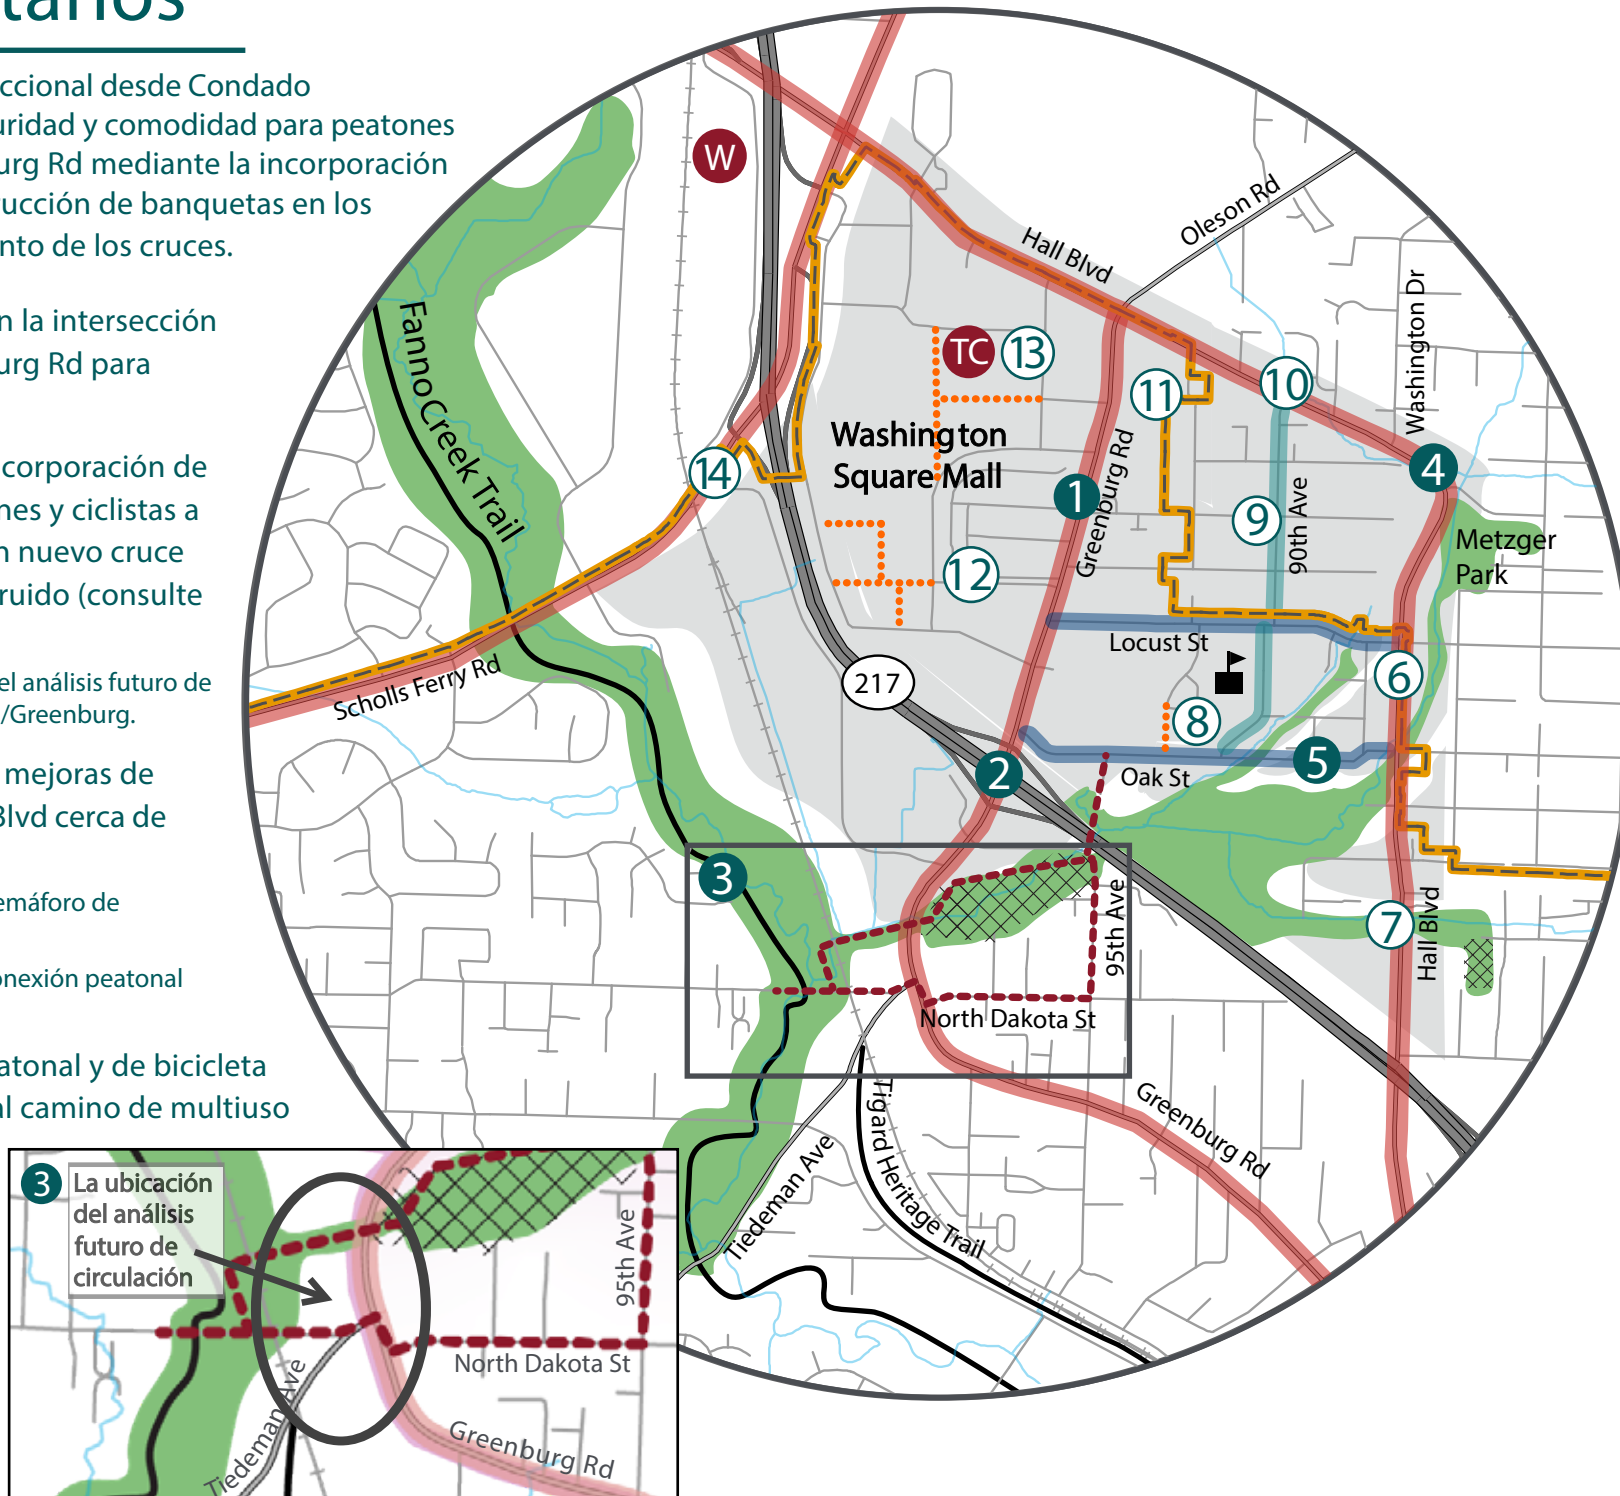 ccional desde Condado
uridad y comodidad para peatones
urg Rd mediante la incorporación
rucción de banquetas en los
nto de los cruces.
n la intersección
urg Rd para
corporación de
nes y ciclistas a
n nuevo cruce
ruido (consulte
el análisis futuro de
/Greenburg.
mejoras de
Blvd cerca de
emáforo de
onexión peatonal
atonal y de bicicleta
al camino de multiuso
W
Oleson Rd
Hall Blvd
Washington Dr
Fanno Creek Trail
TC
13
11
10
Washington
Square Mall
14
1
Greenburg Rd
9
90th Ave
4
Metzger
Park
12
Locust St
217
6
Scholls Ferry Rd
8
2
Oak St
5
3
95th Ave
7
Hall Blvd
North Dakota St
Greenburg Rd
Tiedeman Ave
Tigard Heritage Trail
3
La ubicación
del análisis
futuro de
circulación
95th Ave
North Dakota St
Tiedeman Ave
Greenburg Rd